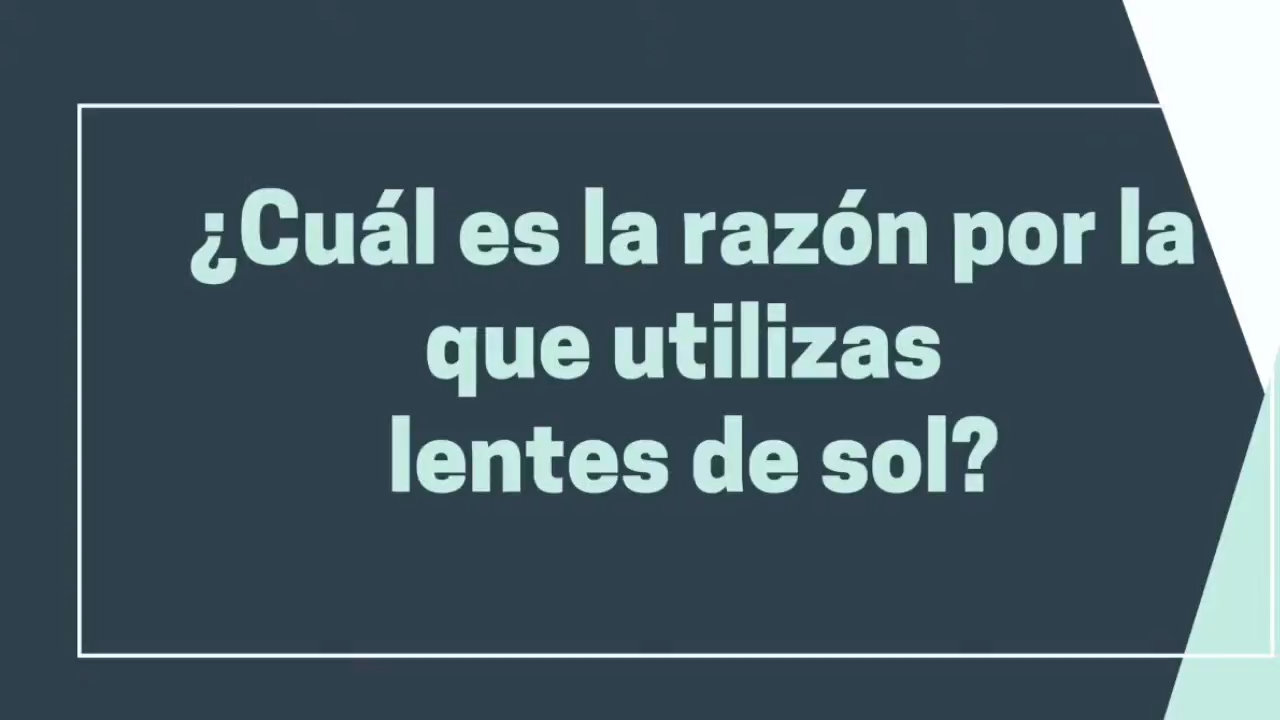 ¿Cuál es la razón por la
que utilizas
lentes de sol?